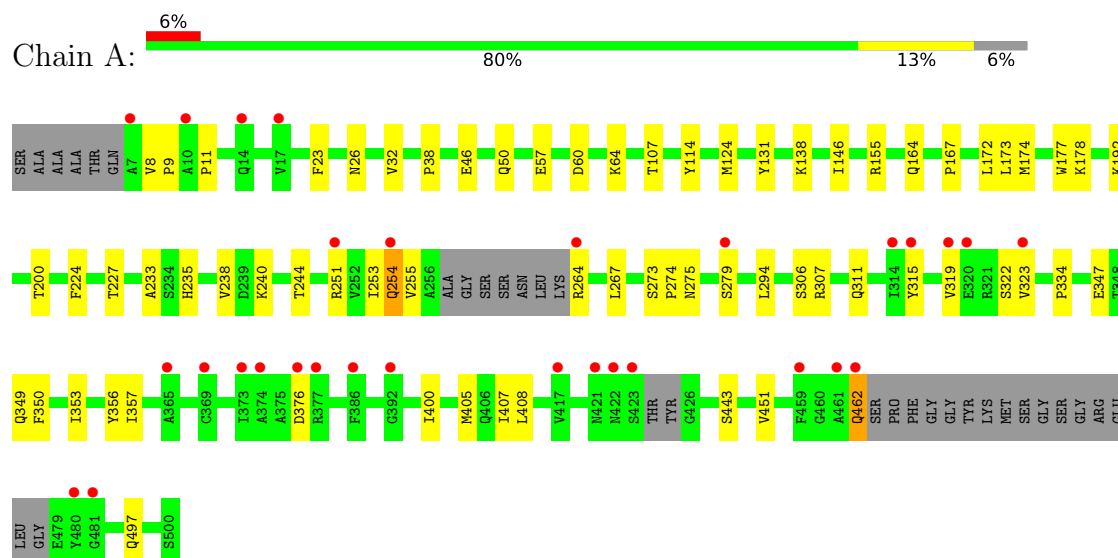 6%
Chain A:
80% 13% 6%
SER ALA ALA ALA THR GLN A7 V8 P9 A10 P11 Q14 V17 F23 N26 V32 P38 E46 Q50 E57 D60 K64 T107 Y114 M124 Y131 K138 I146 R155 Q164 P167 L172 L173 M174 W177 K178
T200 F224 T227 A233 S234 H235 V238 D239 K240 T244 R251 V252 I253 Q254 V255 A256 ALA GLY SER SER ASN LEU LYS R264 L267 S273 P274 N275 S279 L294 S306 R307 Q311 I314 Y315 V319 E320 R321 S322 V323 P334 E347 T348
Q349 F350 I353 Y356 I357 A365 C369 I373 A374 A375 D376 R377 F386 G392 I400 M405 Q406 I407 L408 V417 N421 N422 S423 THR TYR G426 S443 V451 F459 G460 A461 Q462 SER PRO PHE GLY GLY TYR LYS MET SER GLY SER GLY ARG GLU
LEU GLY E479 Y480 G481 Q497 S500